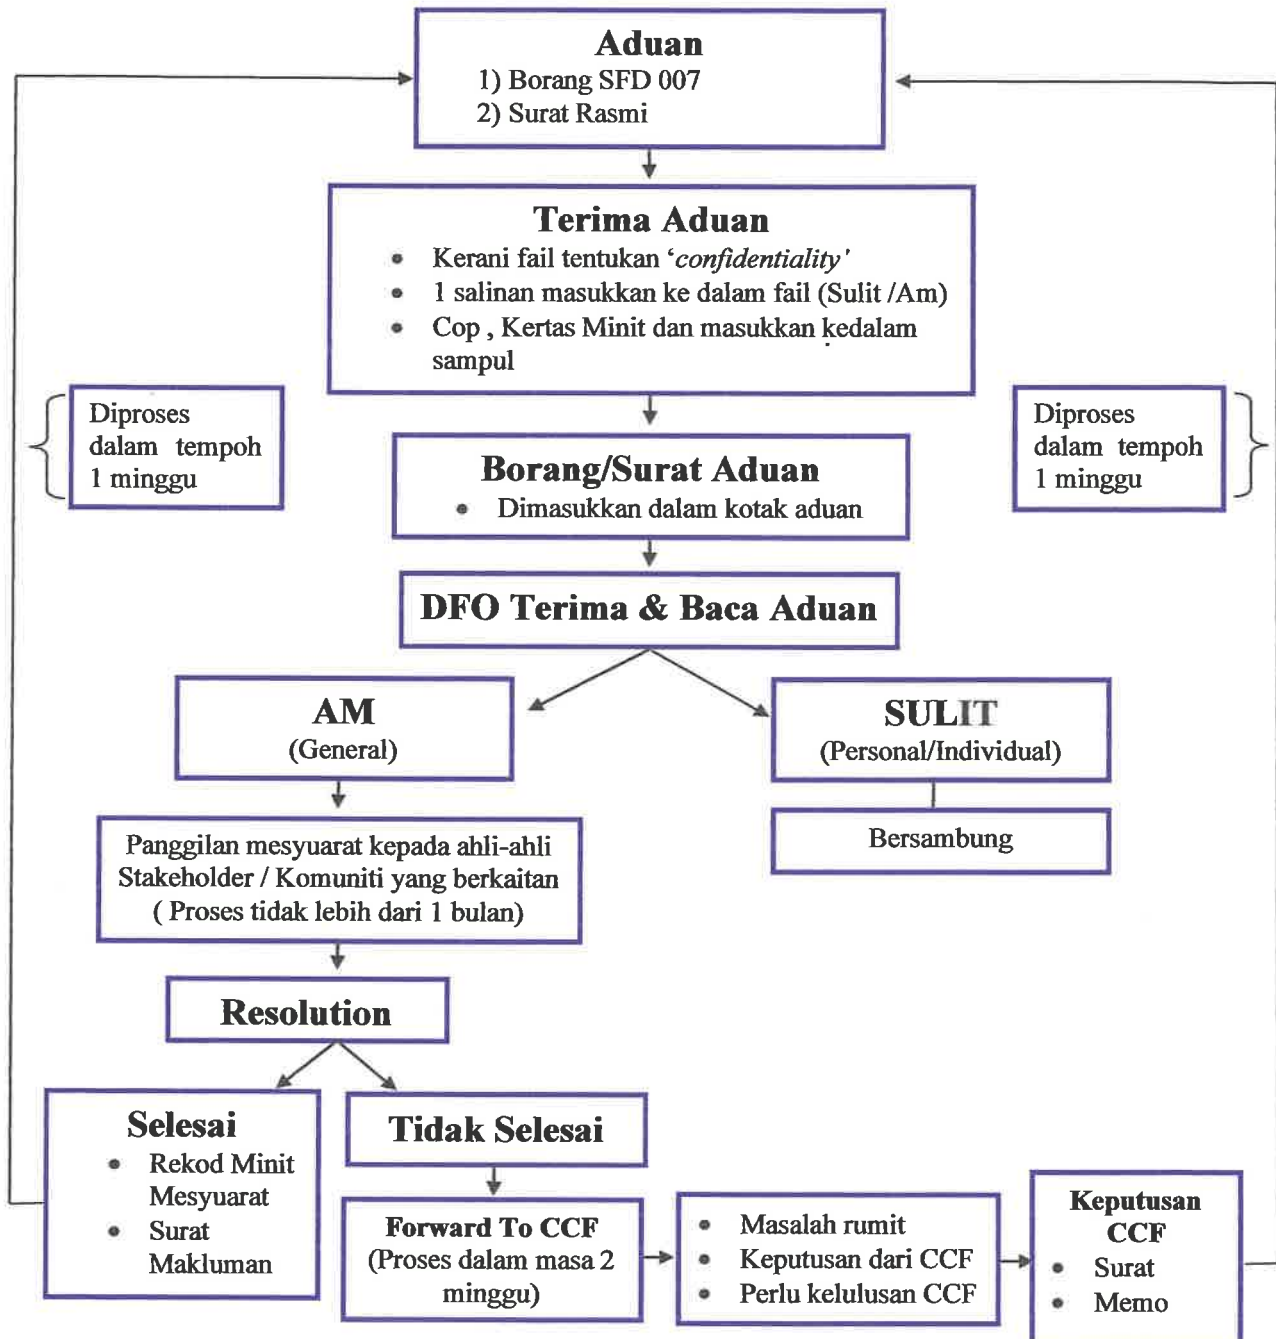 Aduan
1) Borang SFD 007
2) Surat Rasmi
Terima Aduan
• Kerani fail tentukan ‘confidentiality'
• 1 salinan masukkan ke dalam fail (Sulit /Am)
• Cop , Kertas Minit dan masukkan kedalam
sampul
Diproses
dalam tempoh
1 minggu
Diproses
dalam tempoh
1 minggu
Borang/Surat Aduan
• Dimasukkan dalam kotak aduan
DFO Terima & Baca Aduan
AM
(General)
SULIT
(Personal/Individual)
Bersambung
Panggilan mesyuarat kepada ahli-ahli
Stakeholder / Komuniti yang berkaitan
( Proses tidak lebih dari 1 bulan)
Resolution
Selesai
• Rekod Minit
Mesyuarat
• Surat
Makluman
Tidak Selesai
Forward To CCF
(Proses dalam masa 2
minggu)
• Masalah rumit
• Keputusan dari CCF
• Perlu kelulusan CCF
Keputusan
CCF
• Surat
• Memo